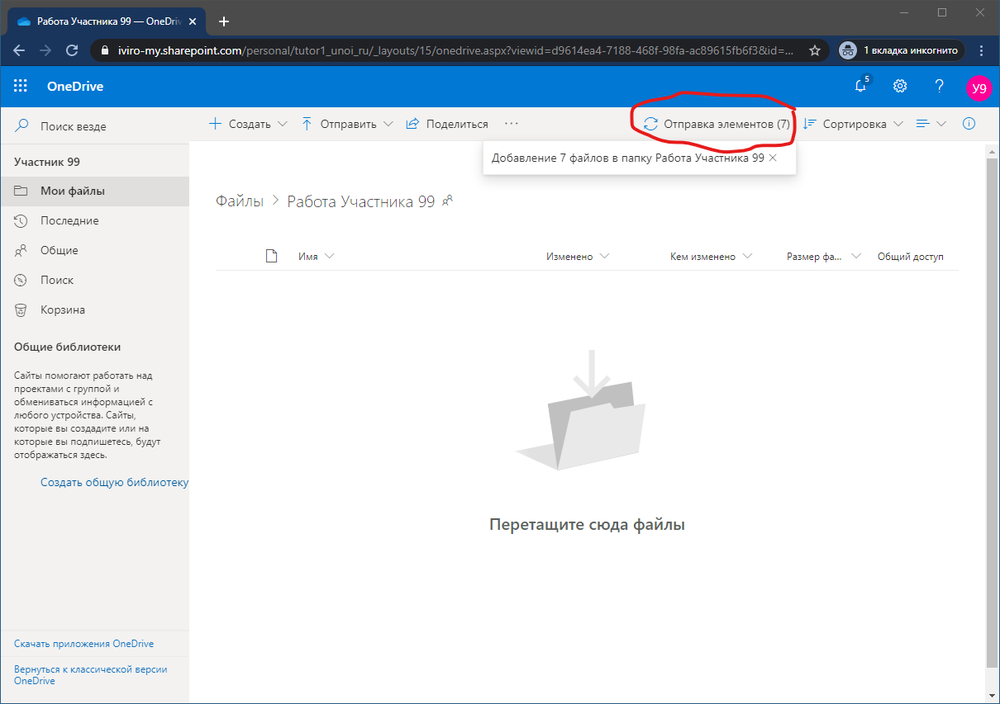 Работа Участника 99 — OneDriv
iviro-my.sharepoint.com/personal/tutor1_unoi_ru/_layouts/15/onedrive.aspx?viewid=d9614ea4-7188-468f-98fa-ac89615fb6f3&id=...
1 вкладка инкогнито
OneDrive
5
У9
Поиск везде
Создать
Отправить
Поделиться
Отправка элементов (7)
Сортировка
Добавление 7 файлов в папку Работа Участника 99
Участник 99
Мои файлы
Последние
Общие
Поиск
Корзина
Общие библиотеки
Сайты помогают работать над
проектами с группой и
обмениваться информацией с
любого устройства. Сайты,
которые вы создадите или на
которые вы подпишетесь, будут
отображаться здесь.
Создать общую библиотеку
Скачать приложения OneDrive
Вернуться к классической версии
OneDrive
Файлы > Работа Участника 99
Имя
Изменено
Кем изменено
Размер фа...
Общий доступ
Перетащите сюда файлы